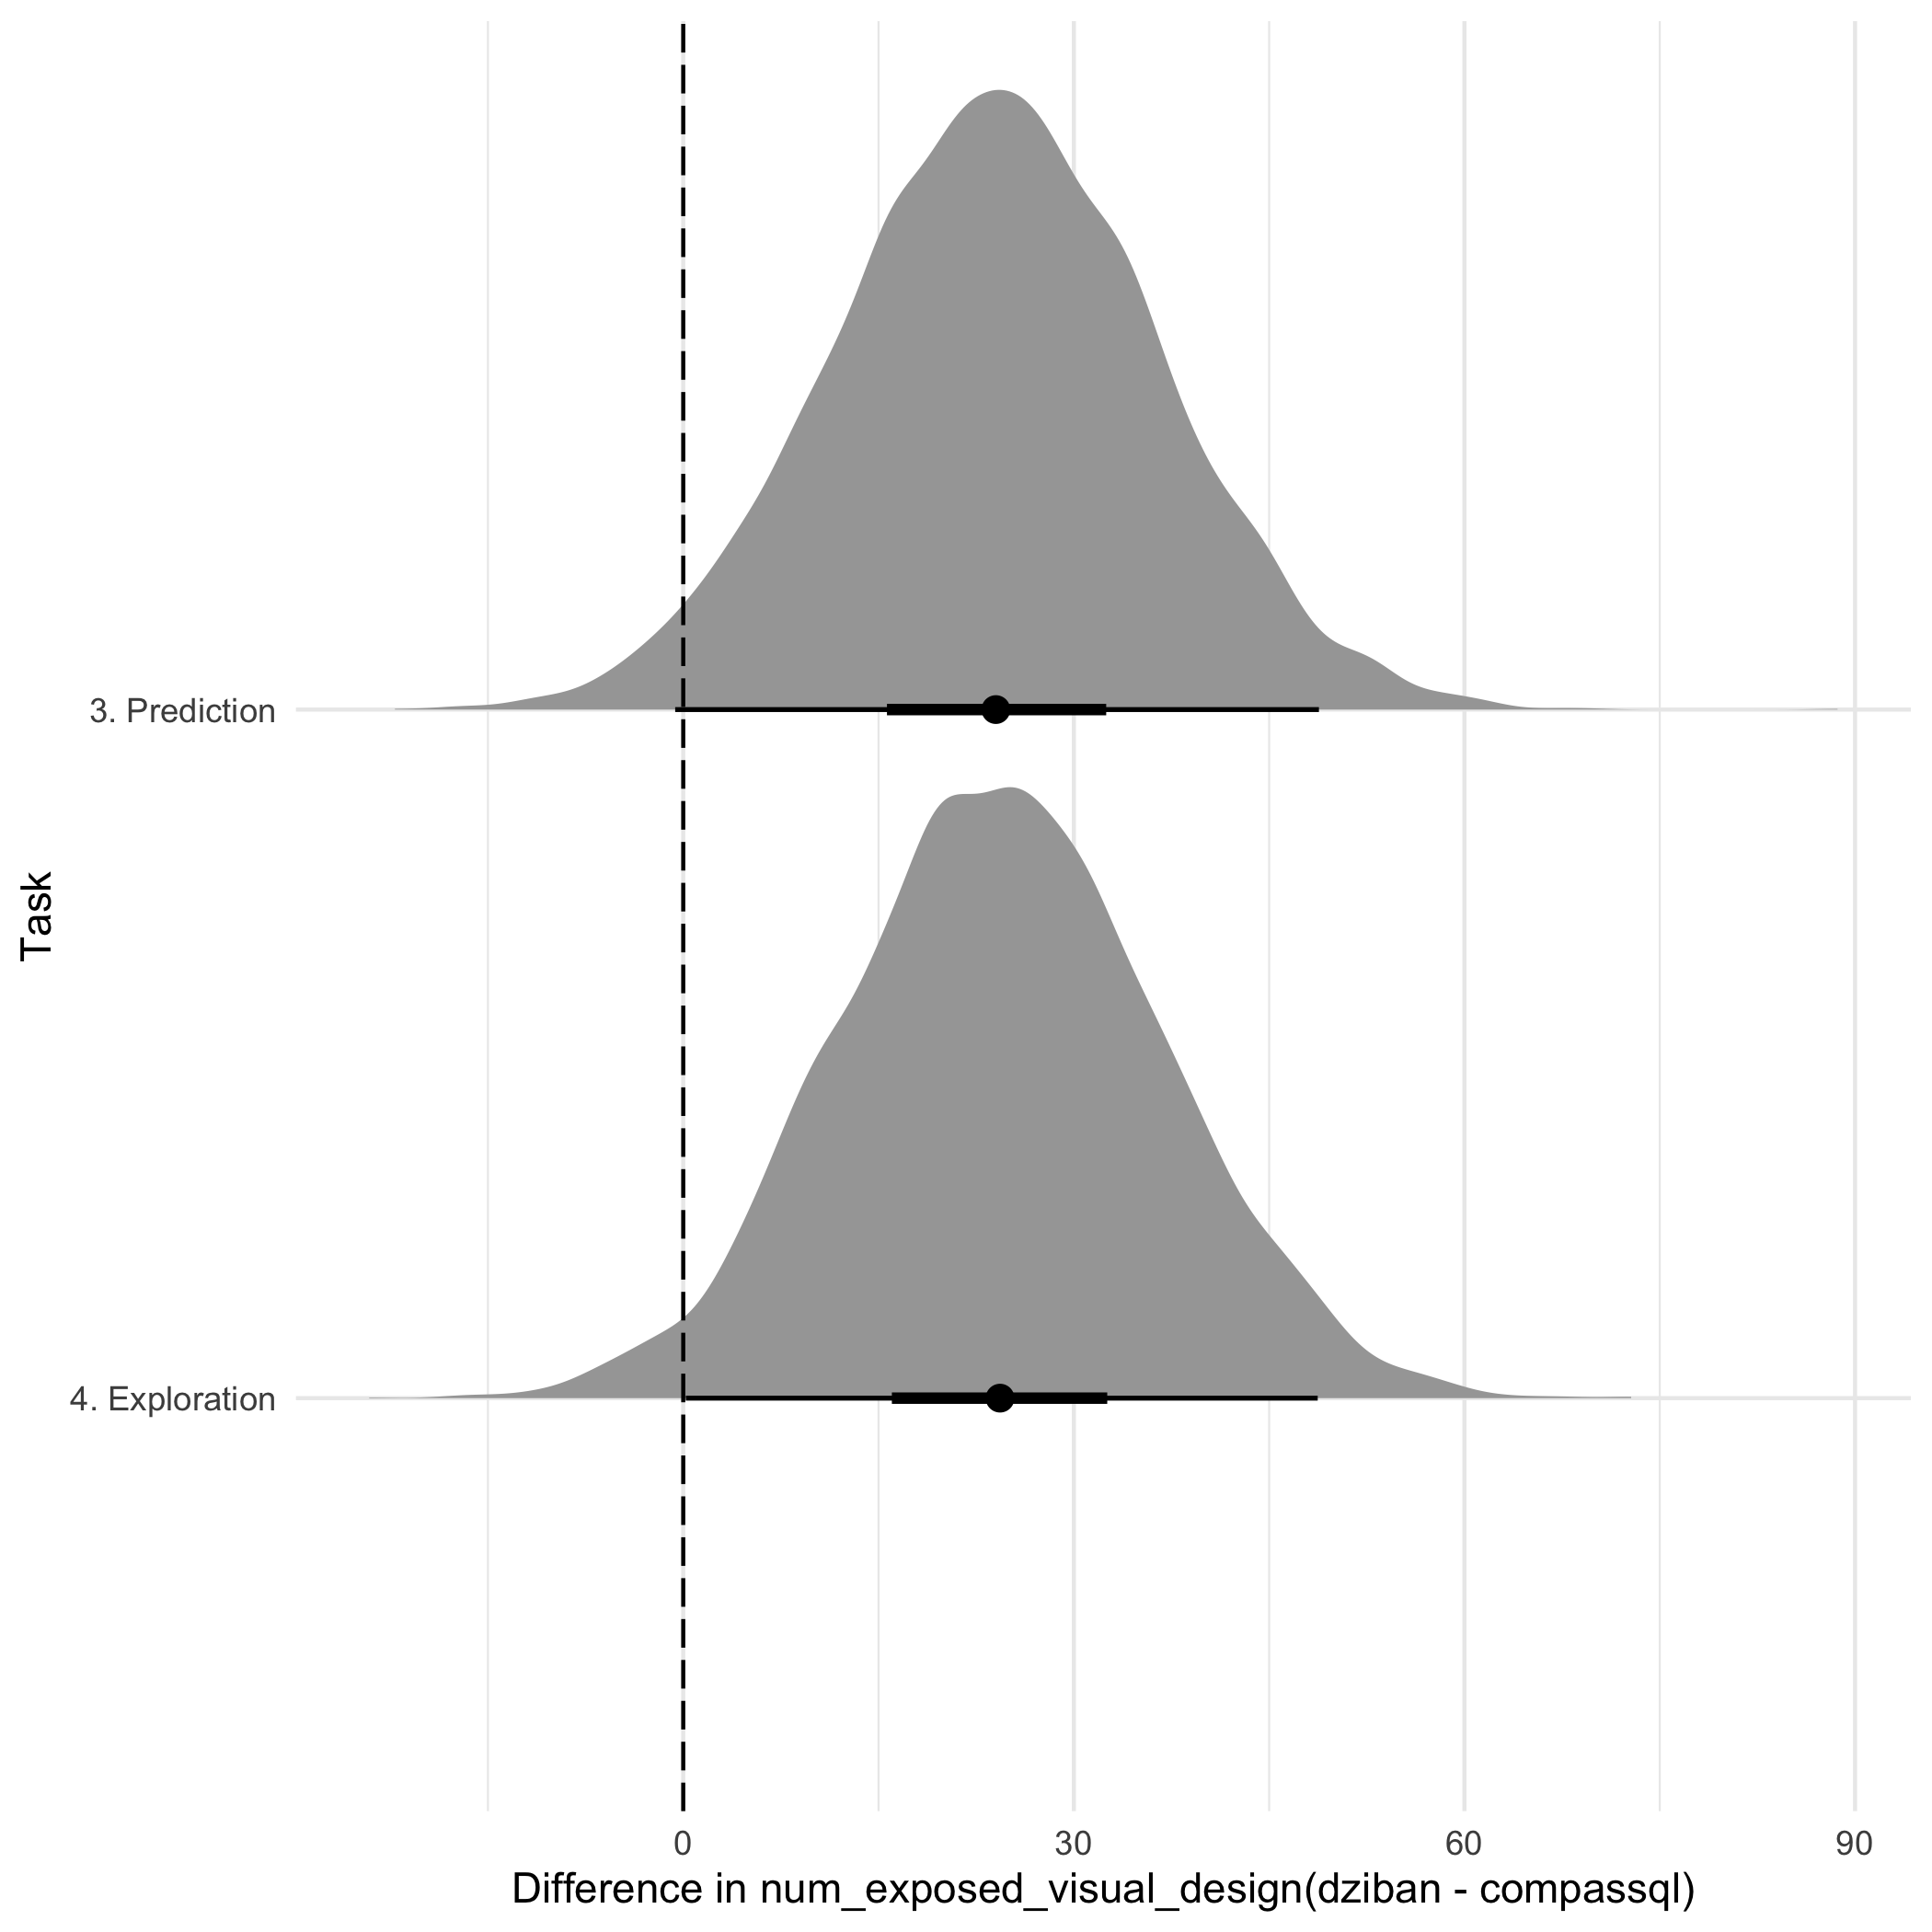 Task
3. Prediction
4. Exploration
0 30 60 90
Difference in num_exposed_visual_design(dziban - compassql)